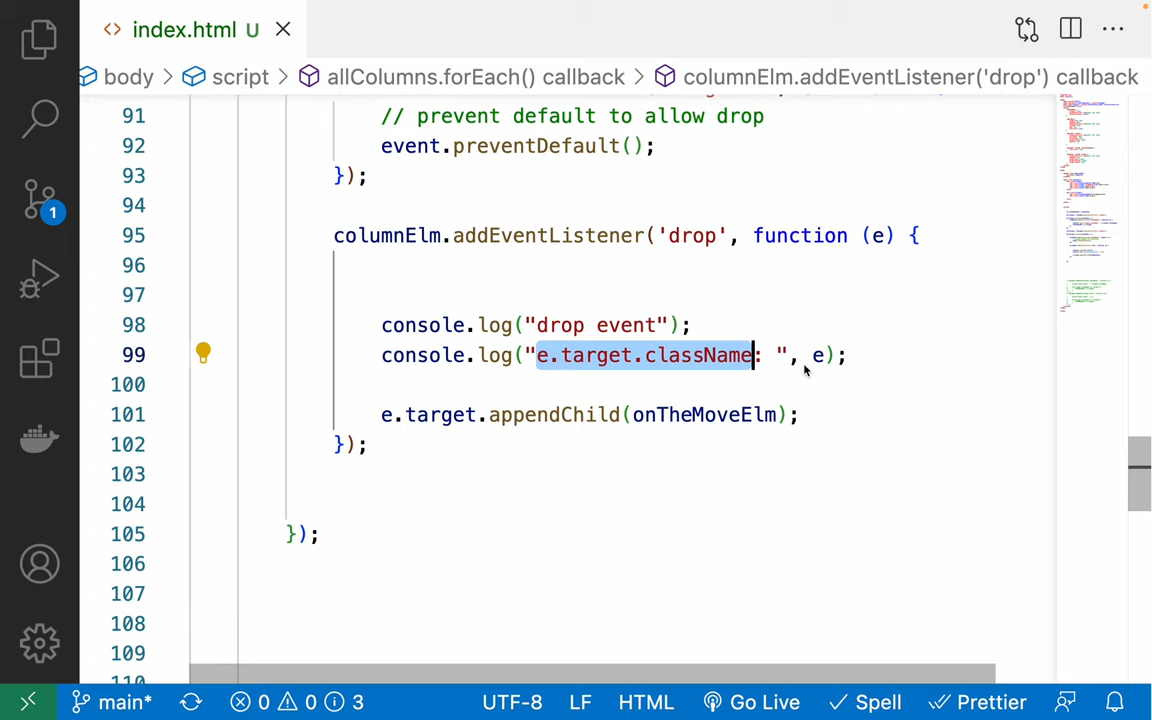 index.html U
body > script > allColumns.forEach() callback > columnElm.addEventListener('drop') callback
91 // prevent default to allow drop
92 event.preventDefault();
93 });
94
95 columnElm.addEventListener('drop', function (e) {
96
97
98 console.log("drop event");
99 console.log("e.target.className: ", e);
100
101 e.target.appendChild(onTheMoveElm);
102 });
103
104
105 });
106
107
108
109
1
main* 0 0 3 UTF-8 LF HTML Go Live Spell Prettier